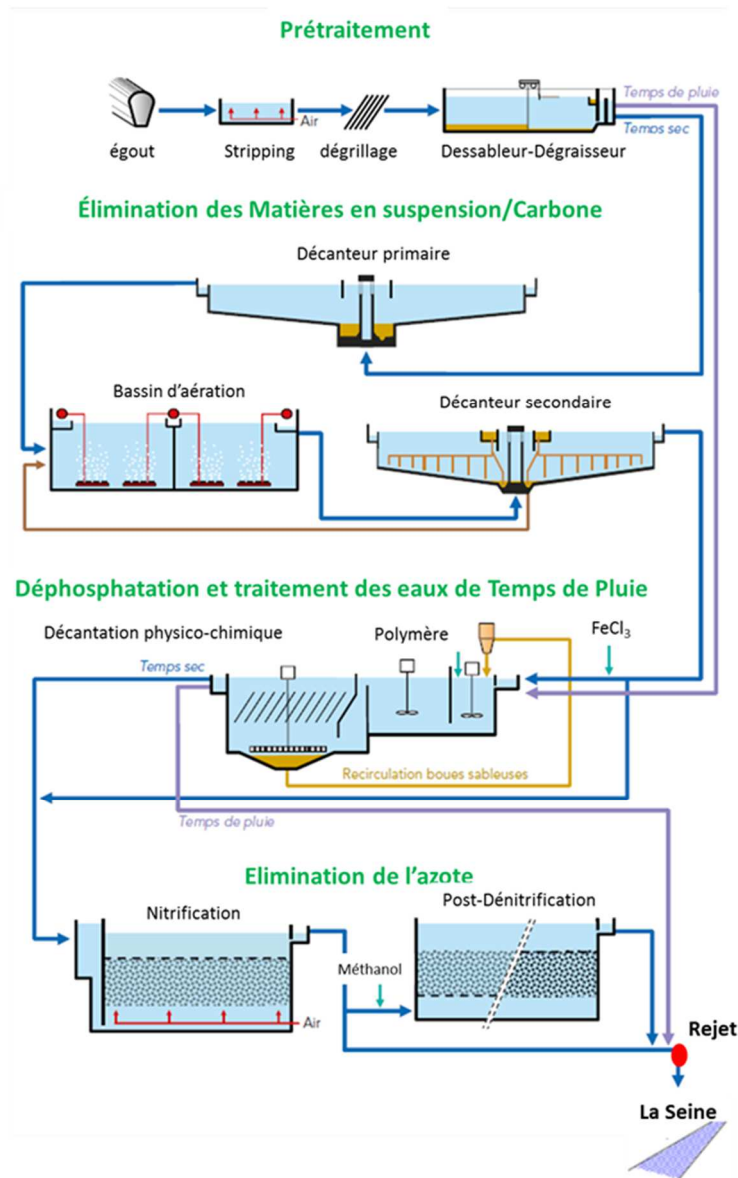 Prétraitement
Temps de pluie
Air
Temps sec
égout
Stripping
dégrillage
Dessableur-Dégraisseur
Élimination des Matières en suspension/Carbone
Décanteur primaire
Bassin d'aération
Décanteur secondaire
Déphosphatation et traitement des eaux de Temps de Pluie
Décantation physico-chimique
Polymère
FeCl₃
Temps sec
Recirculation boues sableuses
Temps de pluie
Elimination de l'azote
Nitrification
Post-Dénitrification
Méthanol
Air
Rejet
La Seine